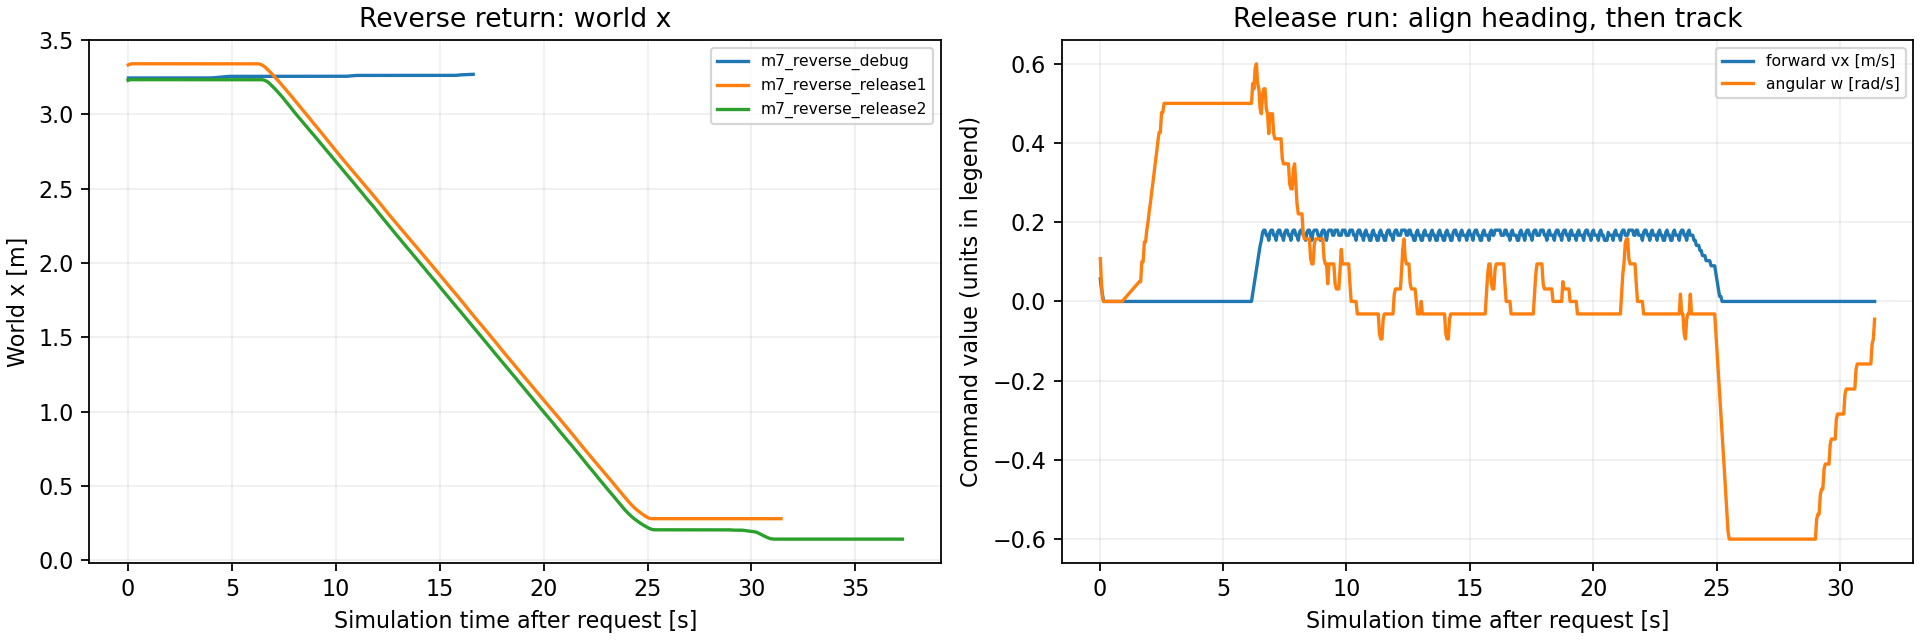 Reverse return: world x
World x [m]
3.5
3.0
2.5
2.0
1.5
1.0
0.5
0.0
m7_reverse_debug
m7_reverse_release1
m7_reverse_release2
0 5 10 15 20 25 30 35
Simulation time after request [s]
Release run: align heading, then track
Command value (units in legend)
0.6
0.4
0.2
0.0
−0.2
−0.4
−0.6
forward vx [m/s]
angular w [rad/s]
0 5 10 15 20 25 30
Simulation time after request [s]